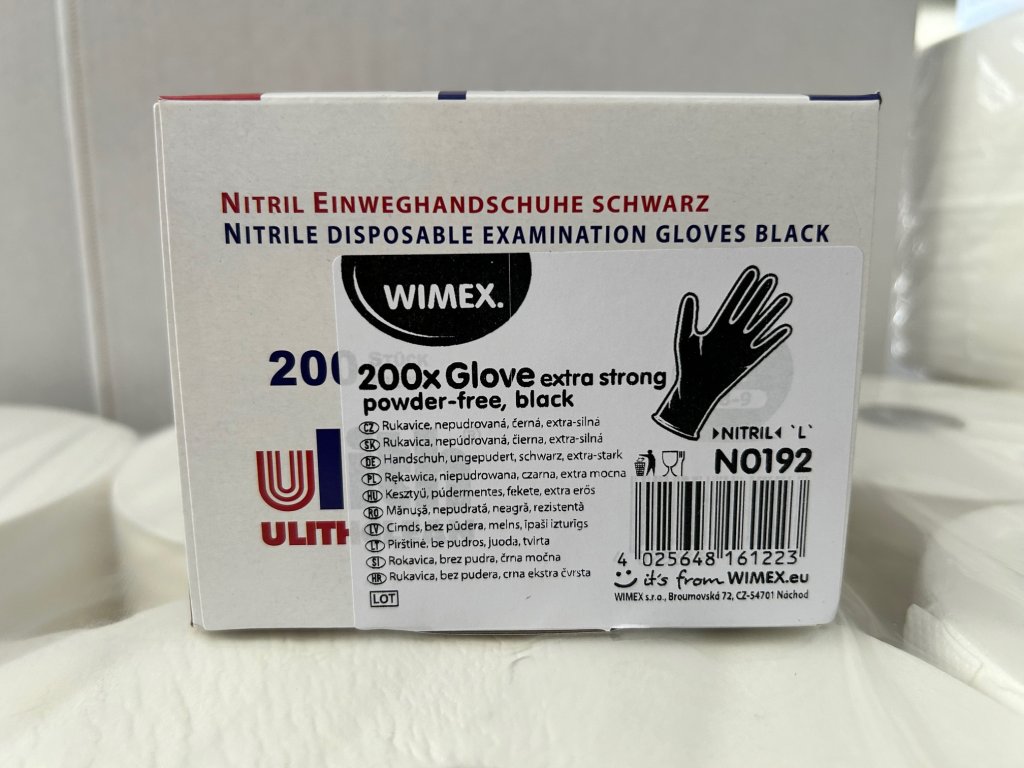 NITRIL EINWEGHANDSCHUHE SCHWARZ
NITRILE DISPOSABLE EXAMINATION GLOVES BLACK
WIMEX.
200 STÜCK
200x Glove extra strong
powder-free, black
CZ Rukavice, nepudrovaná, černá, extra-silná
SK Rukavica, nepúdrovaná, čierna, extra-silná
DE Handschuh, ungepudert, schwarz, extra-stark
PL Rękawica, niepudrowana, czarna, extra mocna
HU Kesztyű, púdermentes, fekete, extra erős
RO Mănuşă, nepudrată, neagră, rezistentă
LV Cimds, bez pūdera, melns, īpaši izturīgs
LT Pirštinė, be pudros, juoda, tvirta
SI Rokavica, brez pudra, črna močna
HR Rukavica, bez pudera, crna ekstra čvrsta
LOT
NITRIL 'L'
N0192
4 025648 161223
it's from WIMEX.eu
WIMEX s.r.o., Broumovská 72, CZ-54701 Náchod
ULITH